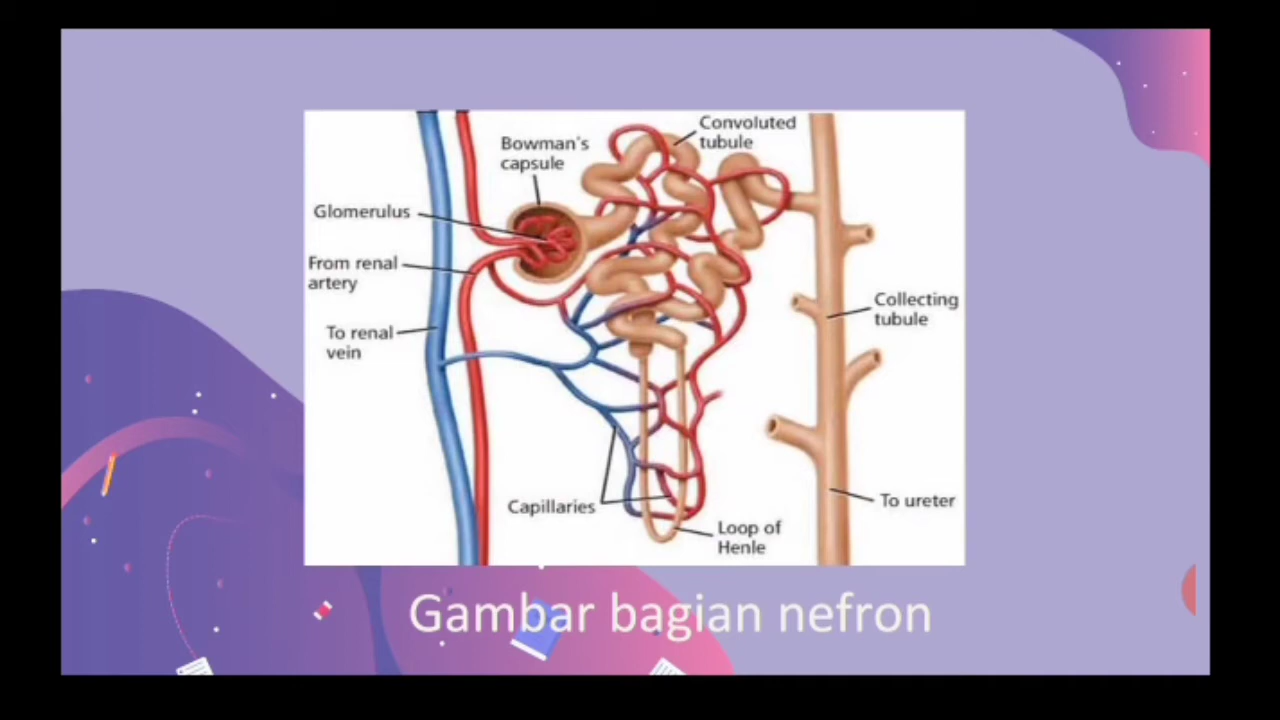 Convoluted
tubule
Bowman's
capsule
Glomerulus
From renal
artery
To renal
vein
Collecting
tubule
Capillaries
To ureter
Loop of
Henle
Gambar bagian nefron